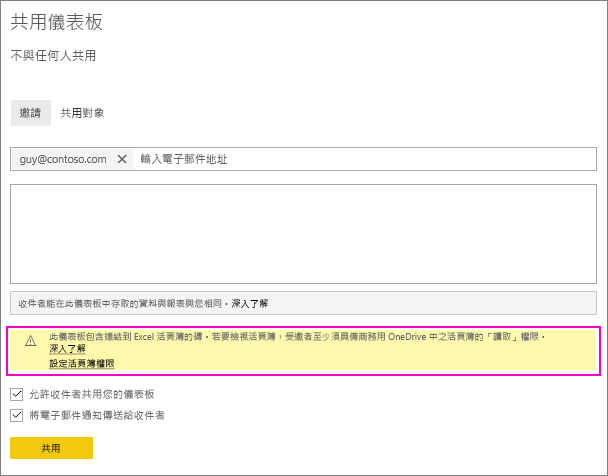 共用儀表板
不與任何人共用
邀請 共用對象
guy@contoso.com ✕ 輸入電子郵件地址
收件者能在此儀表板中存取的資料與報表與您相同。深入了解
此儀表板包含連結到 Excel 活頁簿的磚。若要檢視活頁簿，受邀者至少須具備商務用 OneDrive 中之活頁簿的「讀取」權限。
深入了解
設定活頁簿權限
允許收件者共用您的儀表板
將電子郵件通知傳送給收件者
共用